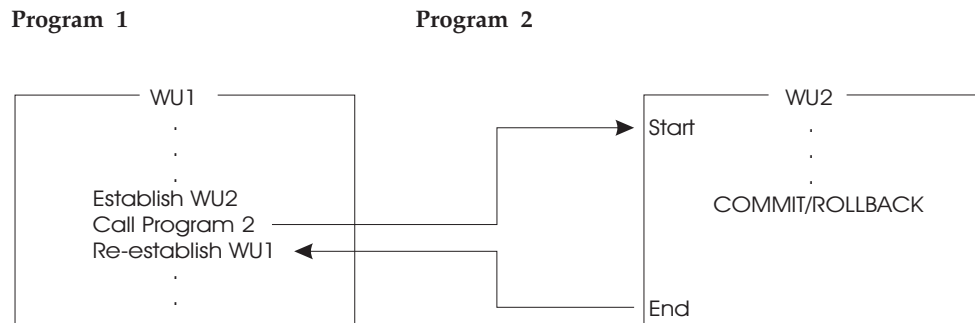 Program 1
Program 2
WU1
.
.
.
Establish WU2
Call Program 2
Re-establish WU1
.
.
WU2
Start
.
.
.
COMMIT/ROLLBACK
End